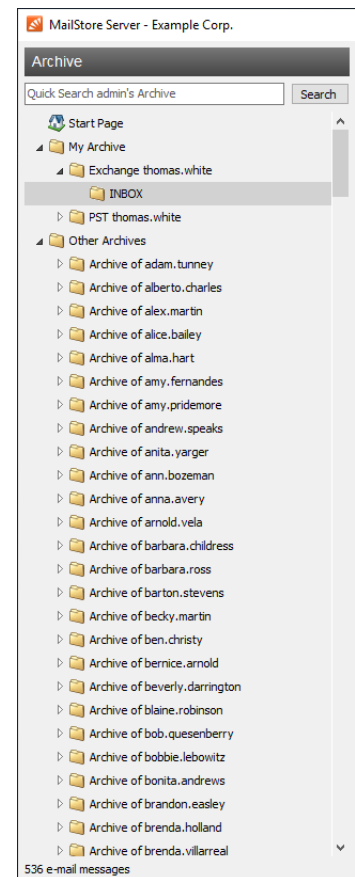 MailStore Server - Example Corp.
Archive
Quick Search admin's Archive Search
Start Page
My Archive
Exchange thomas.white
INBOX
PST thomas.white
Other Archives
Archive of adam.tunney
Archive of alberto.charles
Archive of alex.martin
Archive of alice.bailey
Archive of alma.hart
Archive of amy.fernandes
Archive of amy.pridemore
Archive of andrew.speaks
Archive of anita.yarger
Archive of ann.bozeman
Archive of anna.avery
Archive of arnold.vela
Archive of barbara.childress
Archive of barbara.ross
Archive of barton.stevens
Archive of becky.martin
Archive of ben.christy
Archive of bernice.arnold
Archive of beverly.darrington
Archive of blaine.robinson
Archive of bob.quesenberry
Archive of bobbie.lebowitz
Archive of bonita.andrews
Archive of brandon.easley
Archive of brenda.holland
Archive of brenda.villarreal
536 e-mail messages